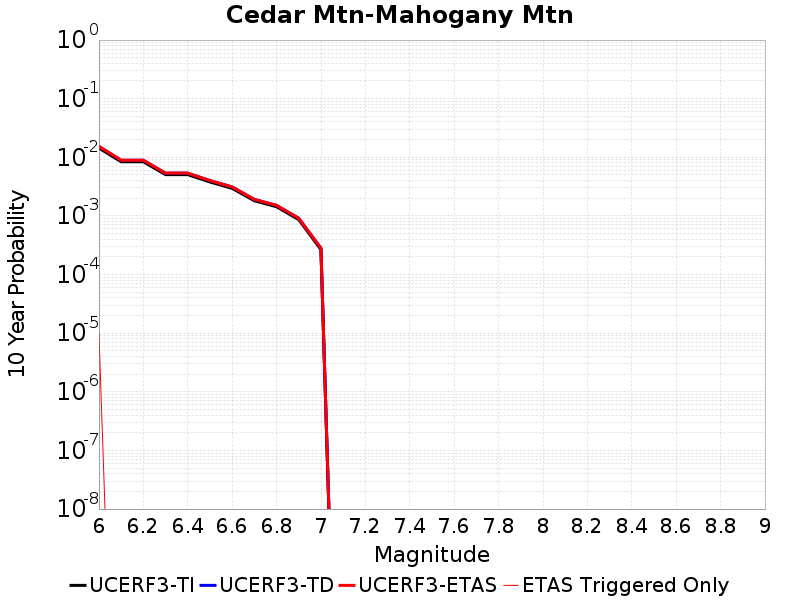 Cedar Mtn-Mahogany Mtn
10^0
10^-1
10^-2
10^-3
10^-4
10^-5
10^-6
10^-7
10^-8
10 Year Probability
6 6.2 6.4 6.6 6.8 7 7.2 7.4 7.6 7.8 8 8.2 8.4 8.6 8.8 9
Magnitude
UCERF3-TI UCERF3-TD UCERF3-ETAS ETAS Triggered Only